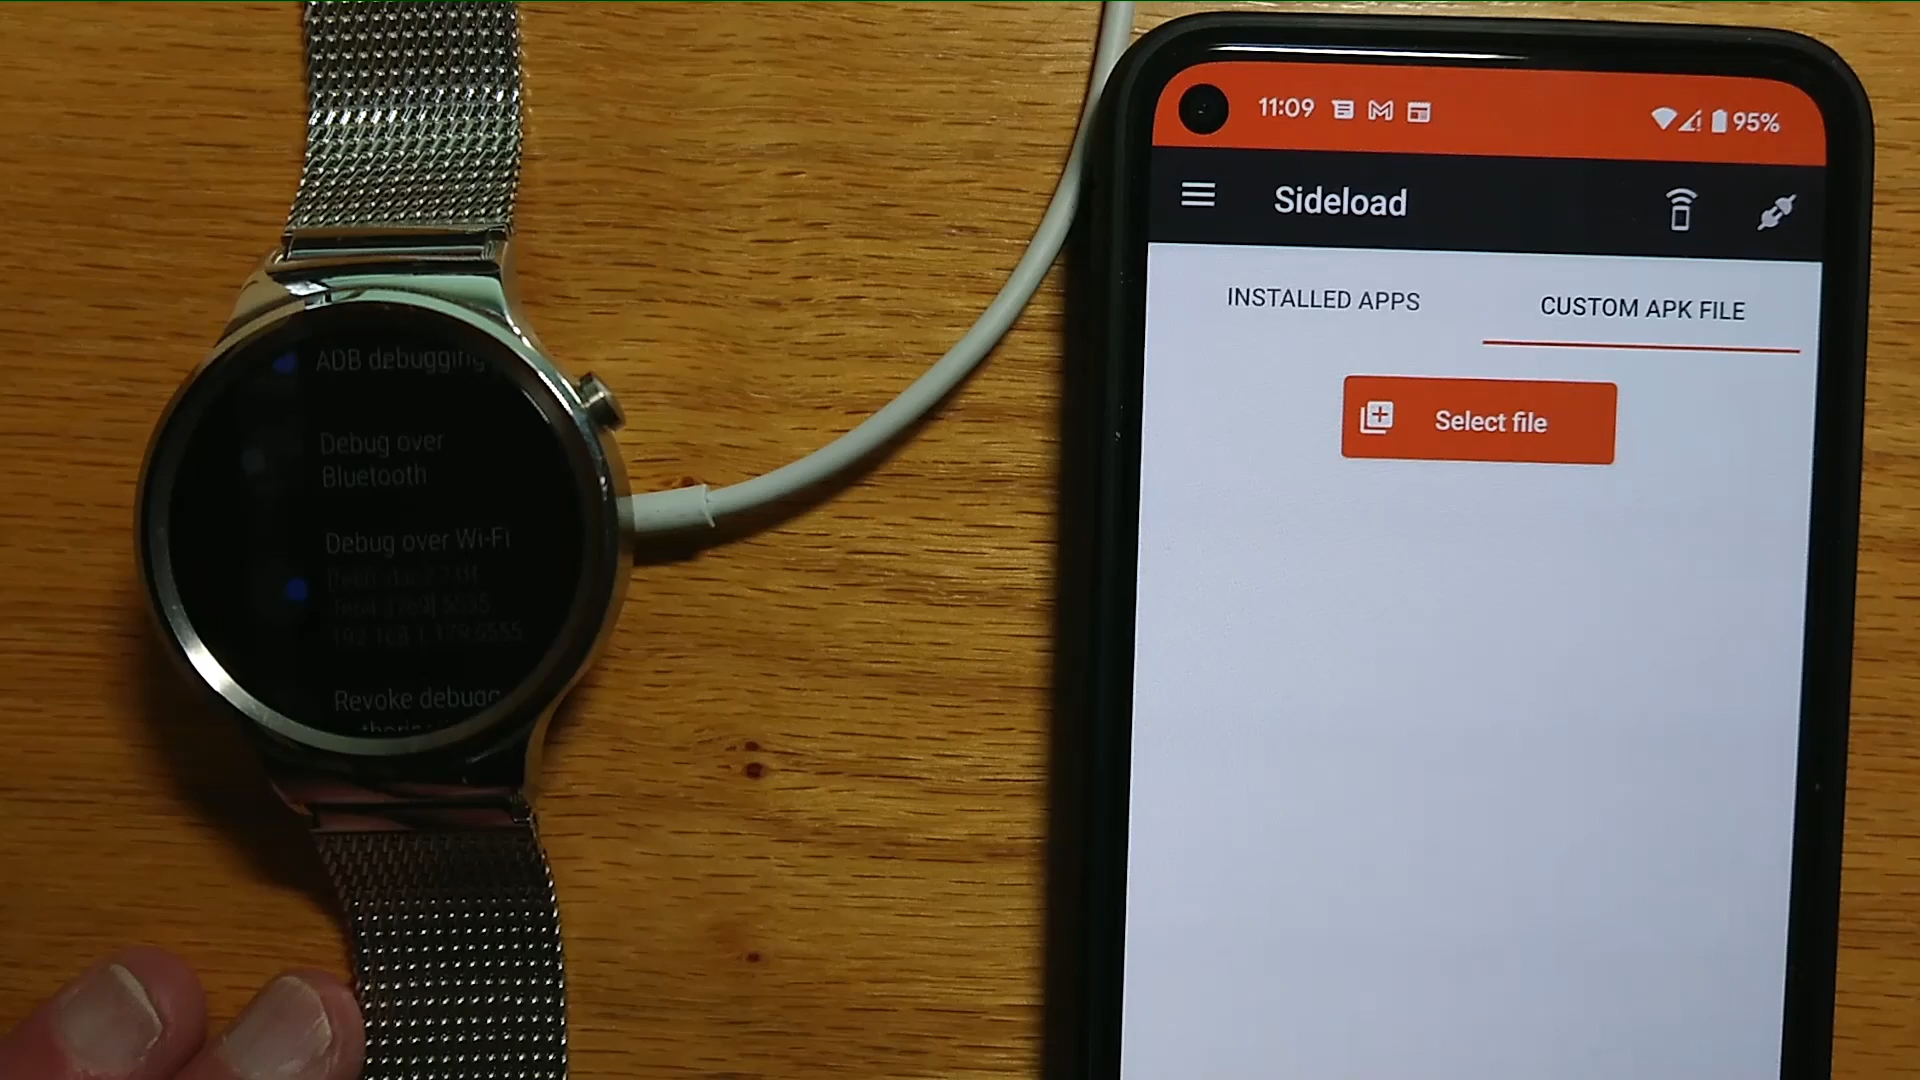 ADB debugging
Debug over
Bluetooth
Debug over Wi-Fi
Revoke debugg
11:09
95%
Sideload
INSTALLED APPS
CUSTOM APK FILE
Select file